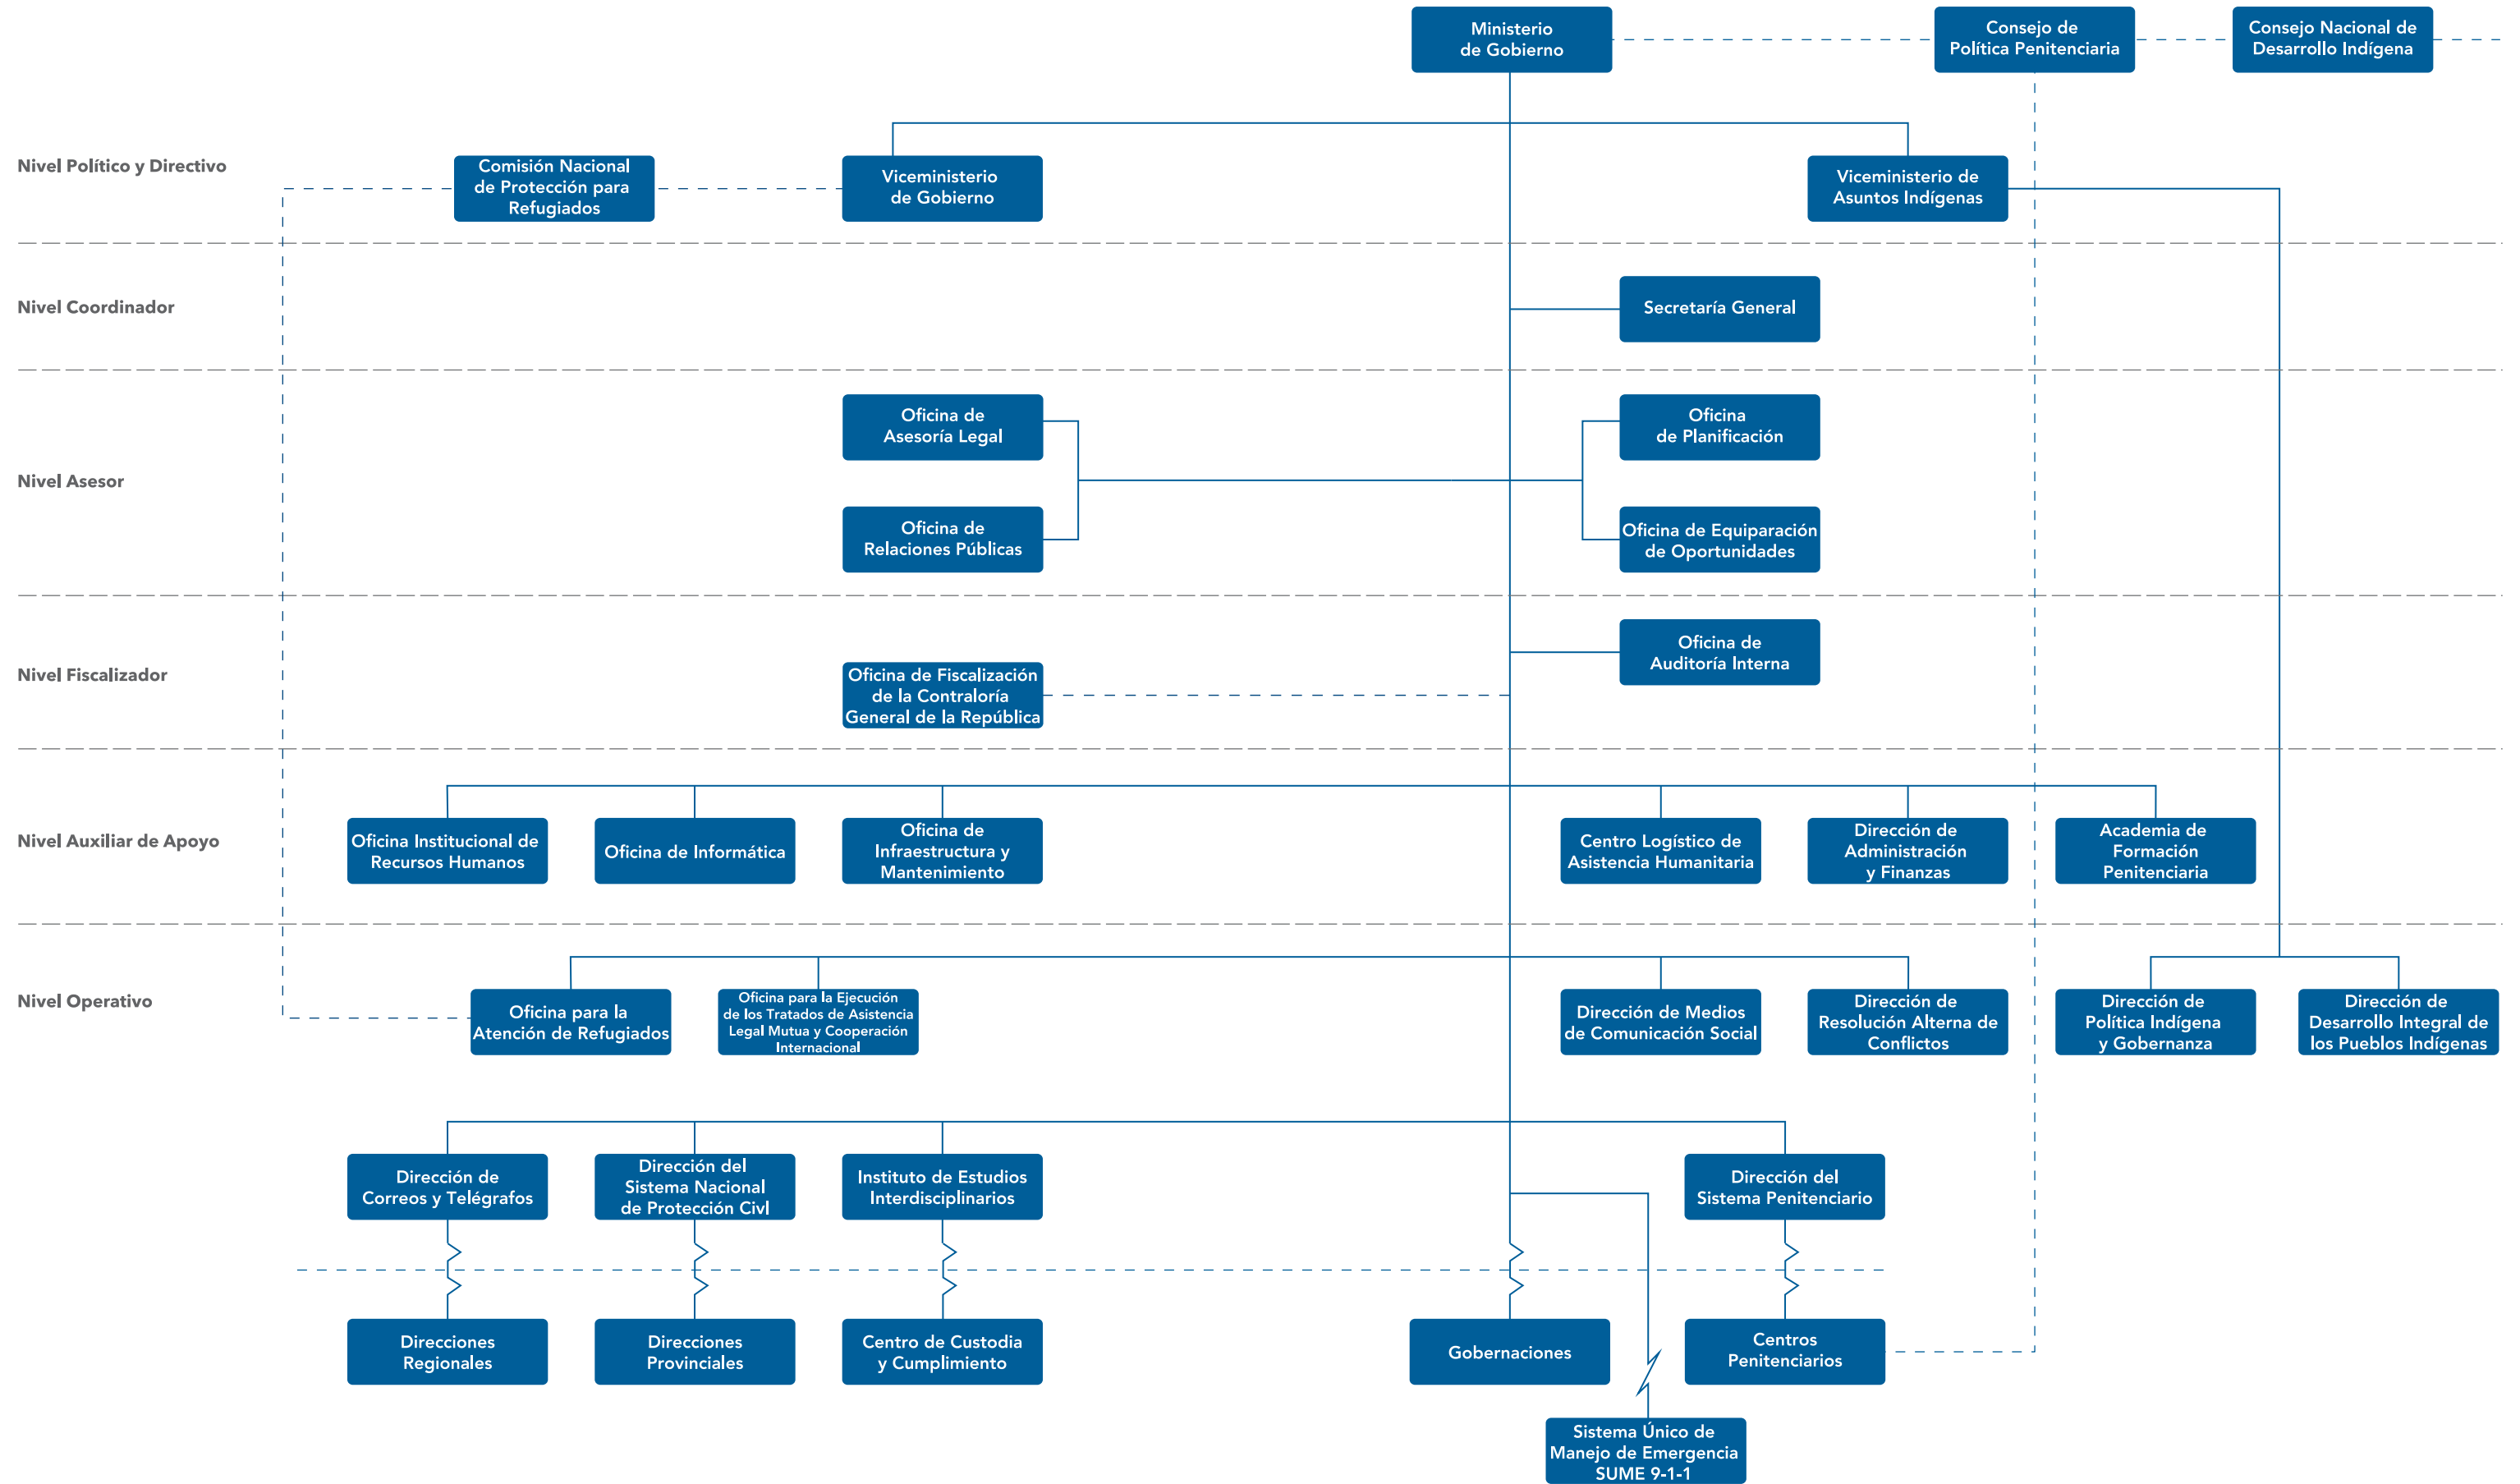 Ministerio
de Gobierno
Consejo de
Política Penitenciaria
Consejo Nacional de
Desarrollo Indígena
Nivel Político y Directivo
Comisión Nacional
de Protección para
Refugiados
Viceministerio
de Gobierno
Viceministerio de
Asuntos Indígenas
Nivel Coordinador
Secretaría General
Nivel Asesor
Oficina de
Asesoría Legal
Oficina
de Planificación
Oficina de
Relaciones Públicas
Oficina de Equiparación
de Oportunidades
Nivel Fiscalizador
Oficina de
Auditoría Interna
Oficina de Fiscalización
de la Contraloría
General de la República
Nivel Auxiliar de Apoyo
Oficina Institucional de
Recursos Humanos
Oficina de Informática
Oficina de
Infraestructura y
Mantenimiento
Centro Logístico de
Asistencia Humanitaria
Dirección de
Administración
y Finanzas
Academia de
Formación
Penitenciaria
Nivel Operativo
Oficina para la
Atención de Refugiados
Oficina para la Ejecución
de los Tratados de Asistencia
Legal Mutua y Cooperación
Internacional
Dirección de Medios
de Comunicación Social
Dirección de
Resolución Alterna de
Conflictos
Dirección de
Política Indígena
y Gobernanza
Dirección de
Desarrollo Integral de
los Pueblos Indígenas
Dirección de
Correos y Telégrafos
Dirección del
Sistema Nacional
de Protección Civl
Instituto de Estudios
Interdisciplinarios
Dirección del
Sistema Penitenciario
Direcciones
Regionales
Direcciones
Provinciales
Centro de Custodia
y Cumplimiento
Gobernaciones
Centros
Penitenciarios
Sistema Único de
Manejo de Emergencia
SUME 9-1-1